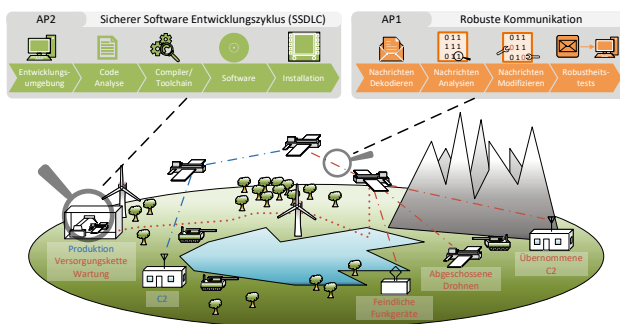 AP2 Sicherer Software Entwicklungszyklus (SSDLC)
Entwicklungs-
umgebung
Code
Analyse
Compiler/
Toolchain
Software
Installation
AP1 Robuste Kommunikation
011
111
011
011
111
010
Nachrichten
Dekodieren
Nachrichten
Analysien
Nachrichten
Modifizieren
Robustheits-
tests
Produktion
Versorgungskette
Wartung
C2
Feindliche
Funkgeräte
Abgeschossene
Drohnen
Übernommene
C2